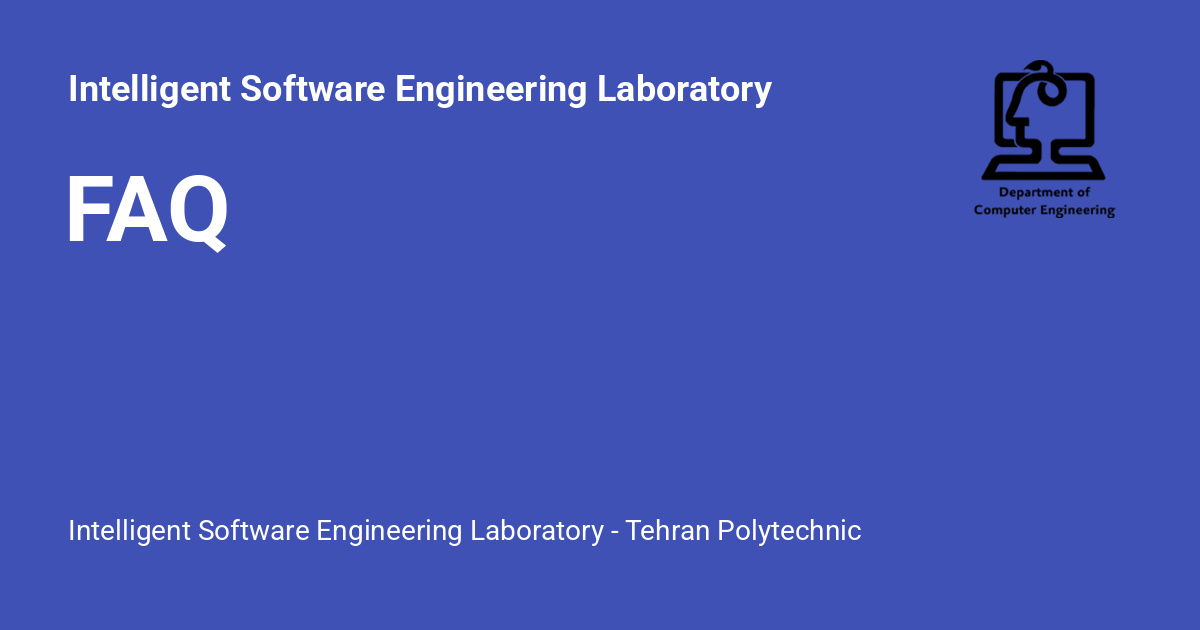 Intelligent Software Engineering Laboratory
FAQ
Department of
Computer Engineering
Intelligent Software Engineering Laboratory - Tehran Polytechnic